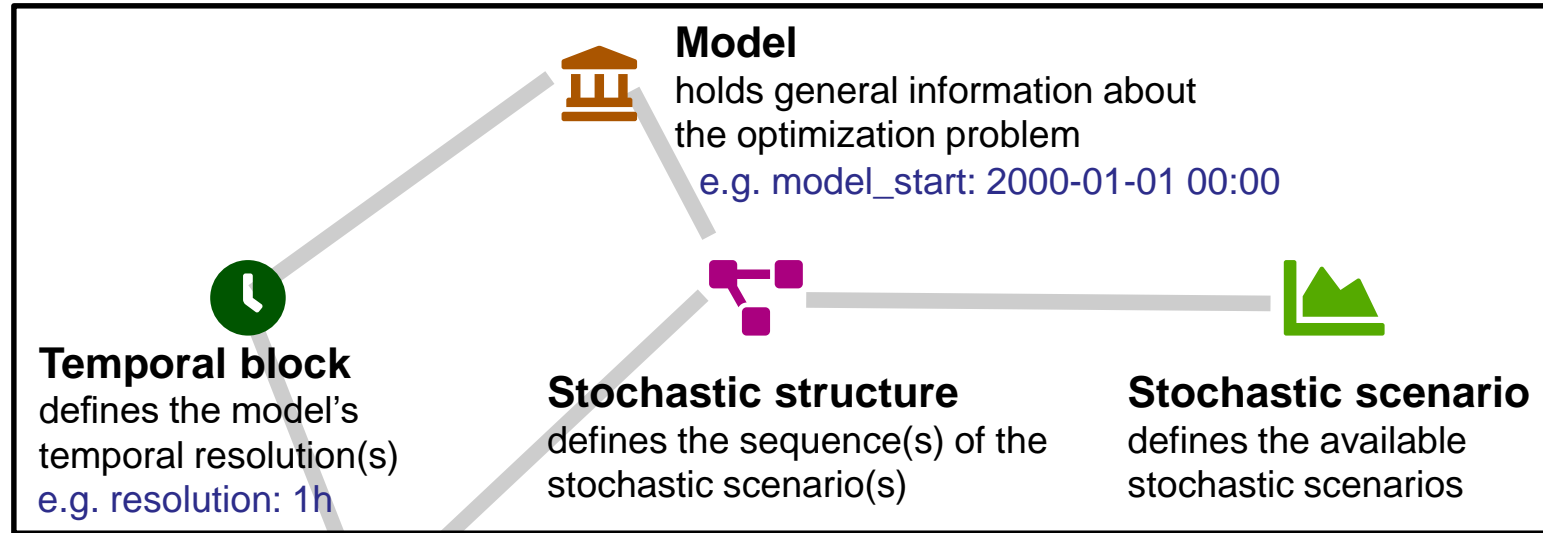 Model
holds general information about
the optimization problem
e.g. model_start: 2000-01-01 00:00
Temporal block
defines the model’s
temporal resolution(s)
e.g. resolution: 1h
Stochastic structure
defines the sequence(s) of the
stochastic scenario(s)
Stochastic scenario
defines the available
stochastic scenarios